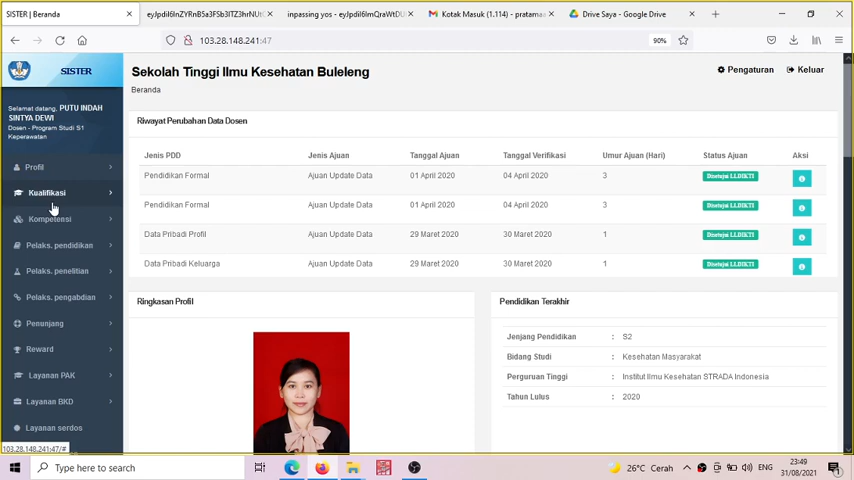 SISTER | Beranda
eyJpdiI6InZYRnB5a3FSb3lTZ3hrNUt
inpassing yos - eyJpdiI6ImQraWtDU
Kotak Masuk (1.114) - pratamas
Drive Saya - Google Drive
103.28.148.241:47
90%
SISTER
Sekolah Tinggi Ilmu Kesehatan Buleleng
Pengaturan
Keluar
Beranda
Selamat datang, PUTU INDAH
SINTYA DEWI
Dosen - Program Studi S1
Keperawatan
Profil
Kualifikasi
Kompetensi
Pelaks. pendidikan
Pelaks. penelitian
Pelaks. pengabdian
Penunjang
Reward
Layanan PAK
Layanan BKD
Layanan serdos
103.28.148.241:47/#
Riwayat Perubahan Data Dosen
Jenis PDD Jenis Ajuan Tanggal Ajuan Tanggal Verifikasi Umur Ajuan (Hari) Status Ajuan Aksi
Pendidikan Formal Ajuan Update Data 01 April 2020 04 April 2020 3 Disetujui LLDIKTI
Pendidikan Formal Ajuan Update Data 01 April 2020 04 April 2020 3 Disetujui LLDIKTI
Data Pribadi Profil Ajuan Update Data 29 Maret 2020 30 Maret 2020 1 Disetujui LLDIKTI
Data Pribadi Keluarga Ajuan Update Data 29 Maret 2020 30 Maret 2020 1 Disetujui LLDIKTI
Ringkasan Profil
Pendidikan Terakhir
Jenjang Pendidikan : S2
Bidang Studi : Kesehatan Masyarakat
Perguruan Tinggi : Institut Ilmu Kesehatan STRADA Indonesia
Tahun Lulus : 2020
Type here to search
26°C Cerah
ENG
23:49
31/08/2021